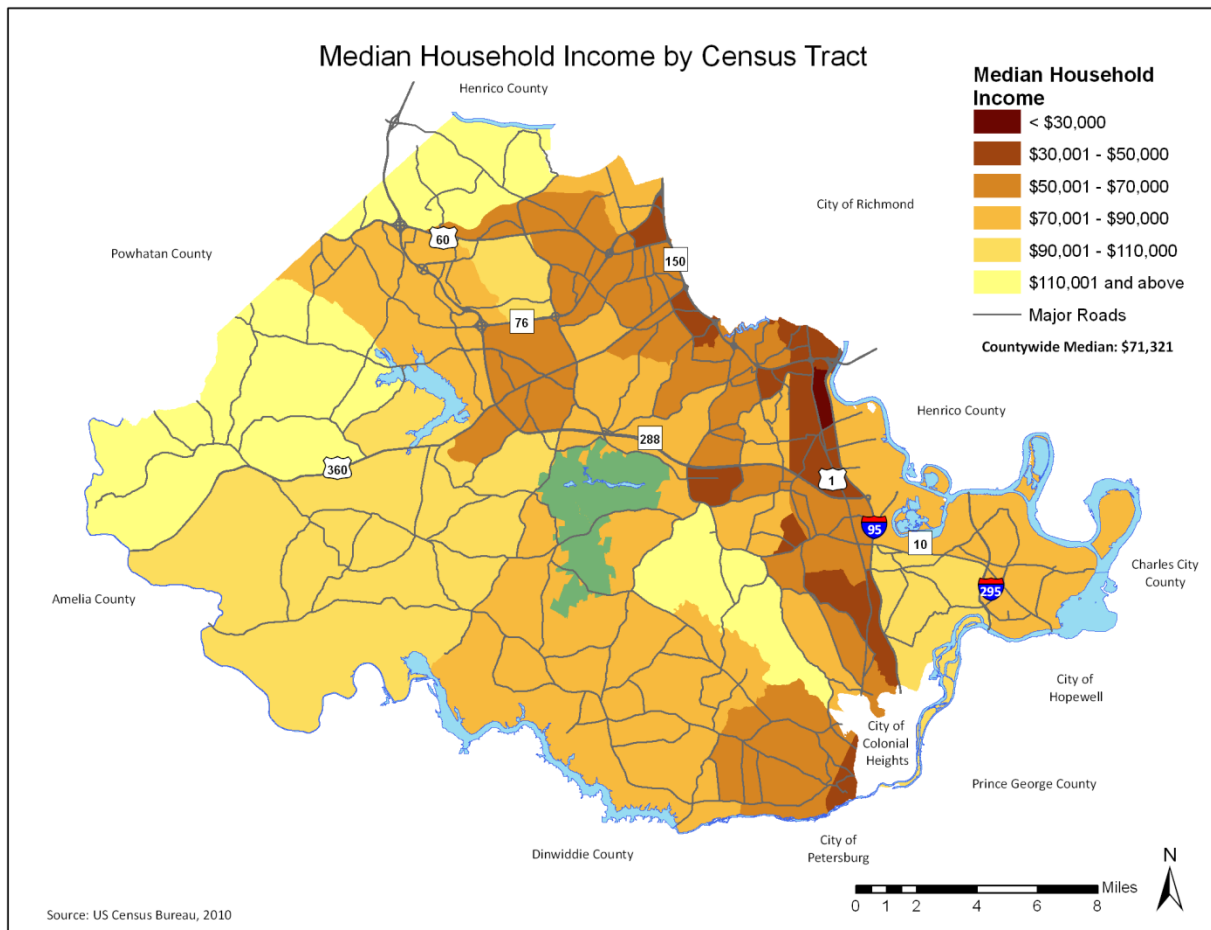 Median Household Income by Census Tract
Henrico County
Median Household
Income
< $30,000
$30,001 - $50,000
$50,001 - $70,000
$70,001 - $90,000
$90,001 - $110,000
$110,001 and above
Major Roads
Countywide Median: $71,321
City of Richmond
Powhatan County
60
150
76
Henrico County
288
360
1
95
10
Charles City
County
295
Amelia County
City of
Hopewell
City of
Colonial
Heights
Prince George County
Dinwiddie County
City of
Petersburg
N
Miles
0 1 2 4 6 8
Source: US Census Bureau, 2010